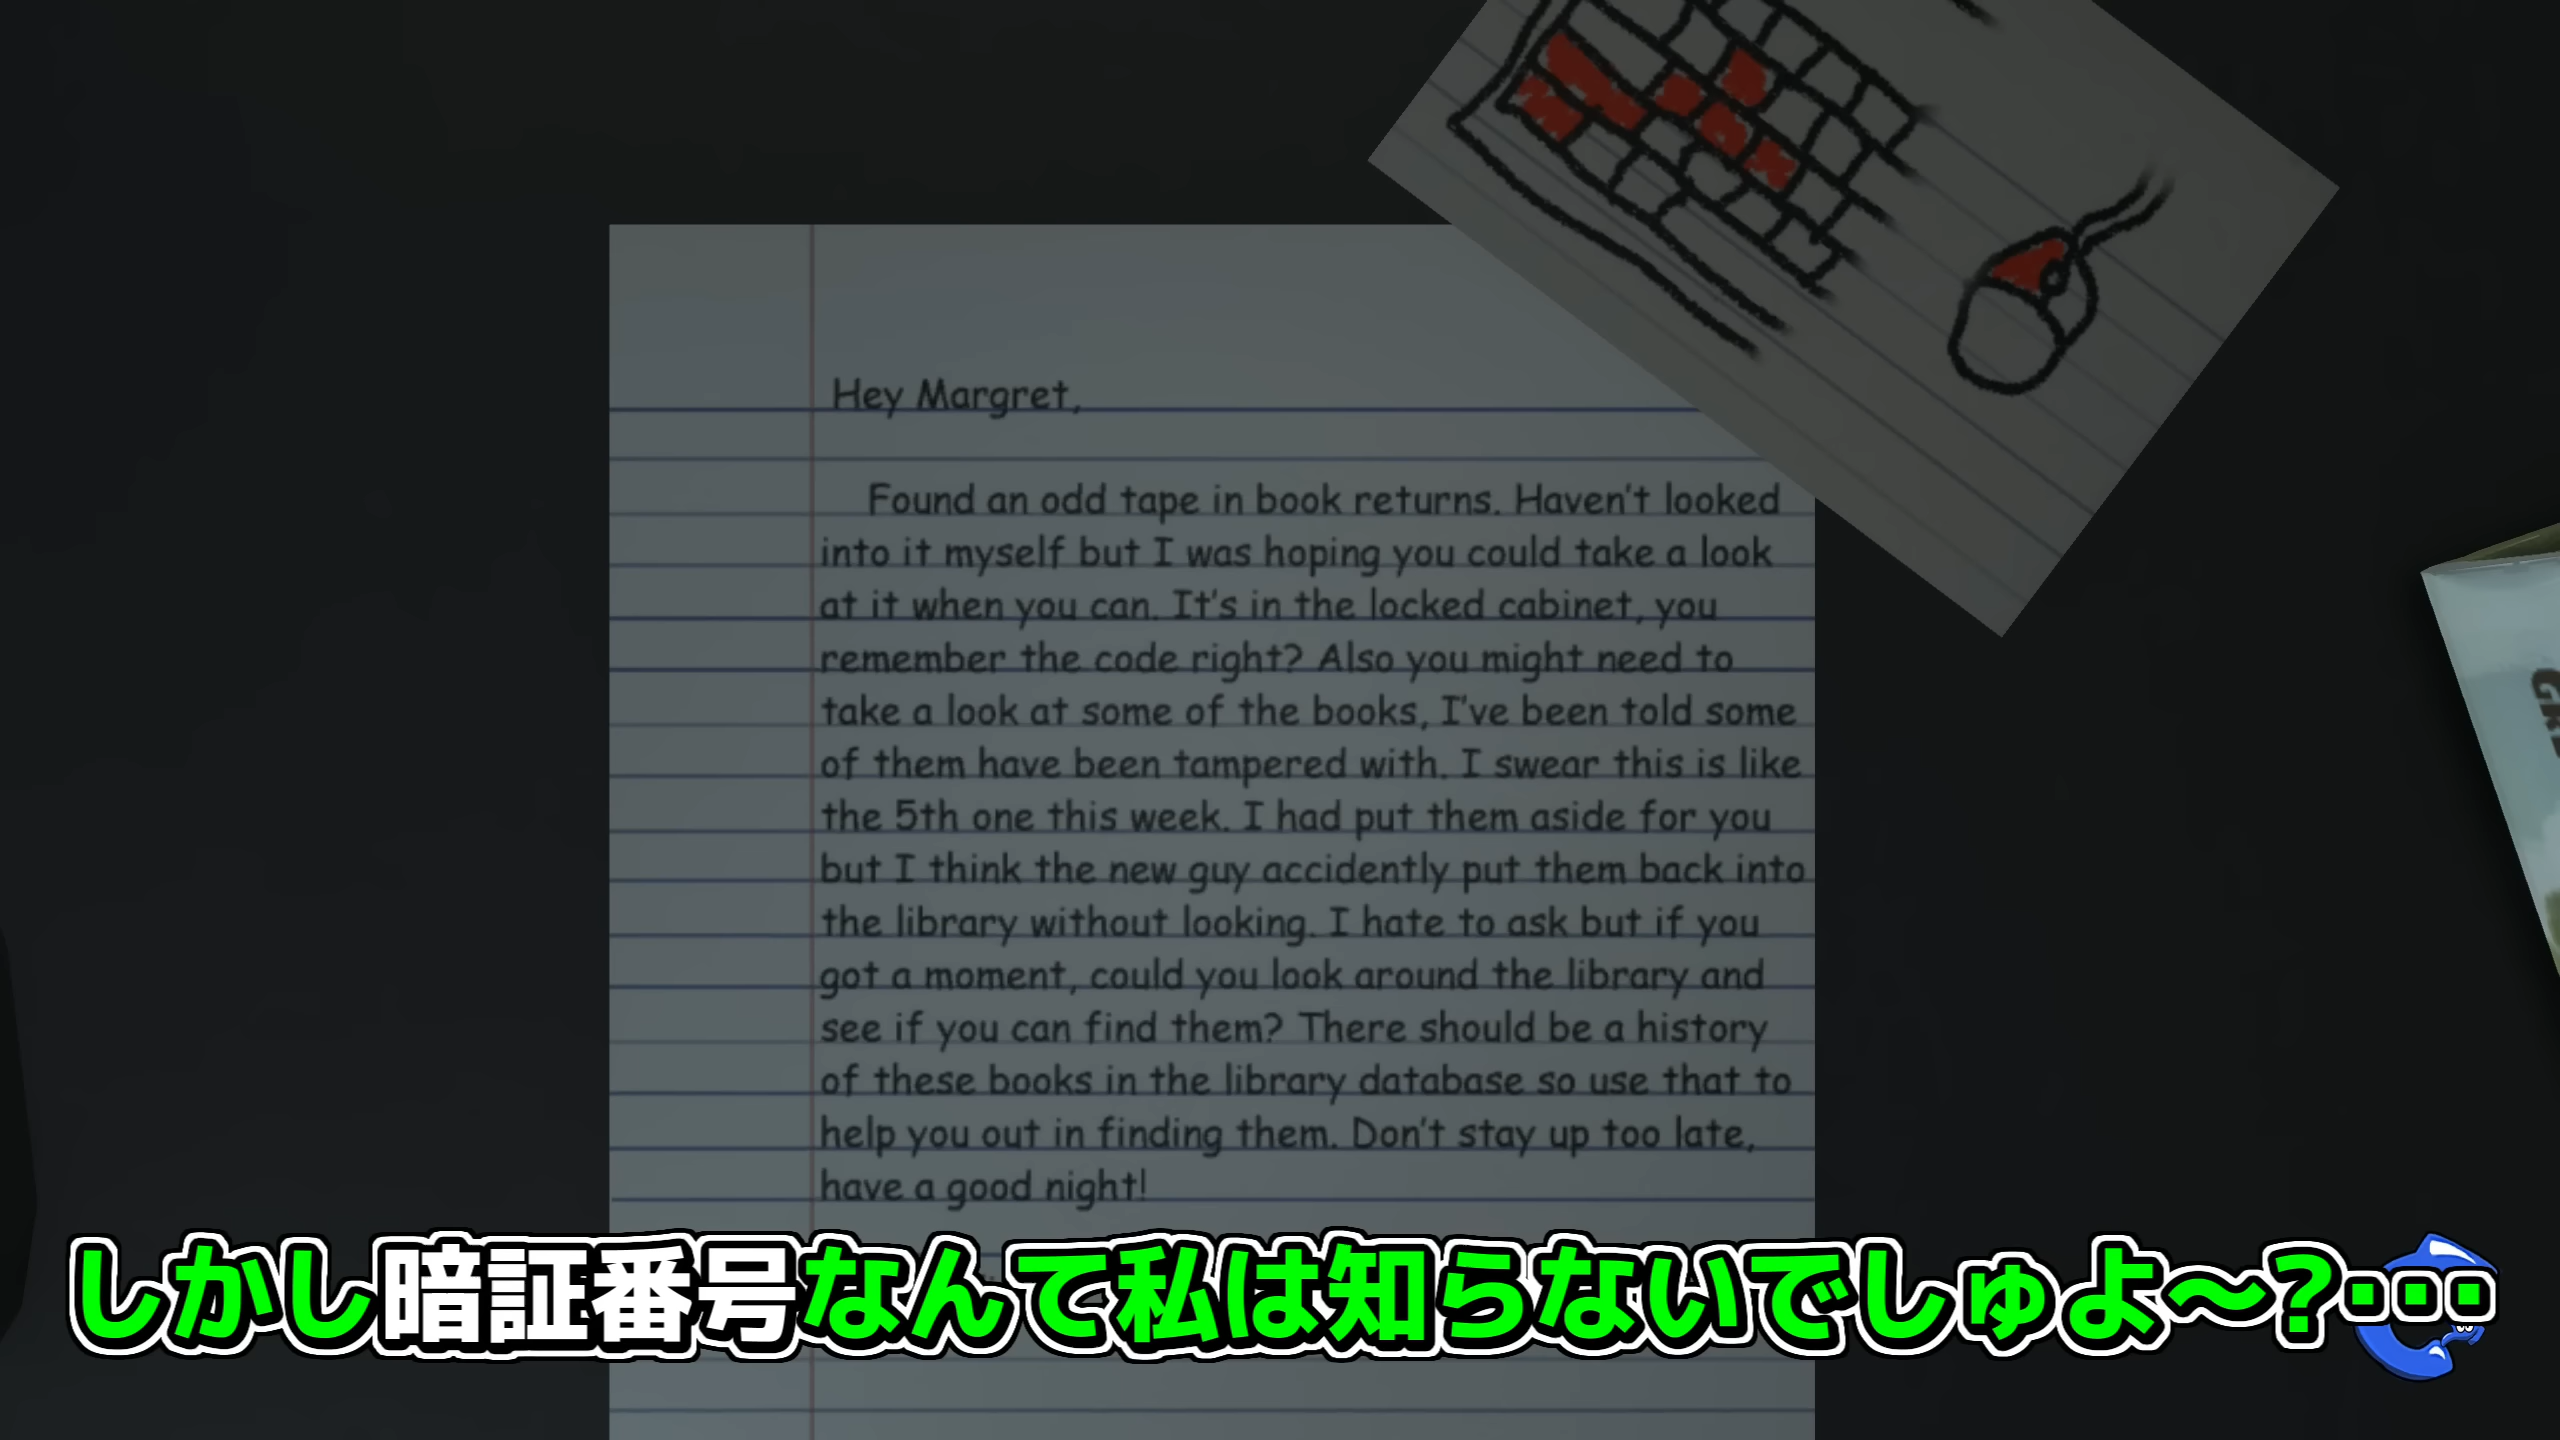 Hey Margret,
Found an odd tape in book returns. Haven't looked
into it myself but I was hoping you could take a look
at it when you can. It's in the locked cabinet, you
remember the code right? Also you might need to
take a look at some of the books, I've been told some
of them have been tampered with. I swear this is like
the 5th one this week. I had put them aside for you
but I think the new guy accidently put them back into
the library without looking. I hate to ask but if you
got a moment, could you look around the library and
see if you can find them? There should be a history
of these books in the library database so use that to
help you out in finding them. Don't stay up too late,
have a good night!
しかし暗証番号なんて私は知らないでしゅよ～?･･･